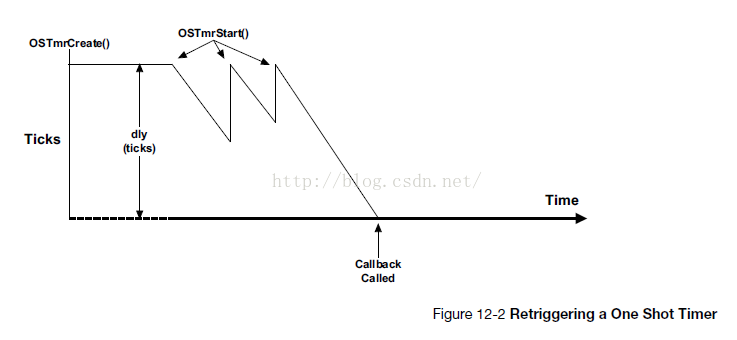 OSTmrStart()
OSTmrCreate()
Ticks
dly
(ticks)
http://blog.csdn.net/
Time
Callback
Called
Figure 12-2 Retriggering a One Shot Timer